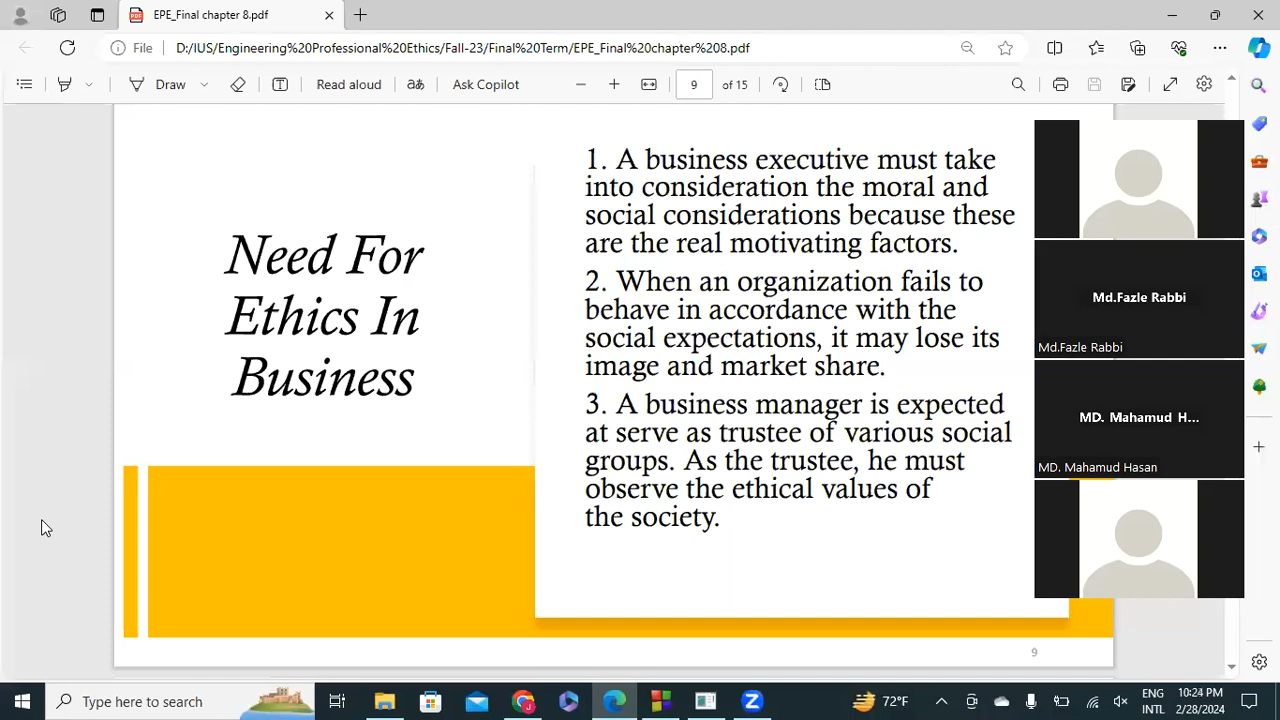 EPE_Final chapter 8.pdf
File
D:/IUS/Engineering%20Professional%20Ethics/Fall-23/Final%20Term/EPE_Final%20chapter%208.pdf
Draw
Read aloud
aあ
Ask Copilot
9
of 15
Need For
Ethics In
Business
1. A business executive must take
into consideration the moral and
social considerations because these
are the real motivating factors.
2. When an organization fails to
behave in accordance with the
social expectations, it may lose its
image and market share.
3. A business manager is expected
at serve as trustee of various social
groups. As the trustee, he must
observe the ethical values of
the society.
9
Md.Fazle Rabbi
Md.Fazle Rabbi
MD. Mahamud H...
MD. Mahamud Hasan
Type here to search
72°F
ENG
INTL
10:24 PM
2/28/2024